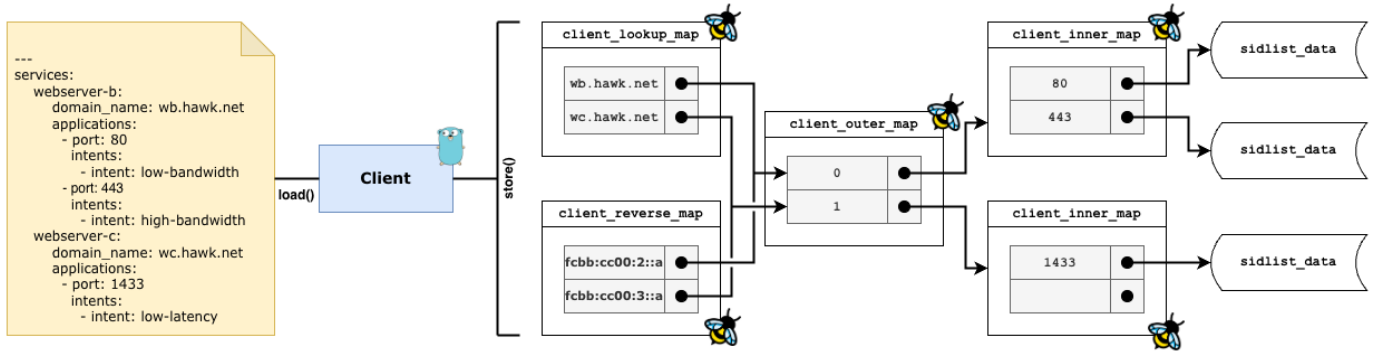 ---
services:
webserver-b:
domain_name: wb.hawk.net
applications:
- port: 80
intents:
- intent: low-bandwidth
- port: 443
intents:
- intent: high-bandwidth
webserver-c:
domain_name: wc.hawk.net
applications:
- port: 1433
intents:
- intent: low-latency
load()
Client
store()
client_lookup_map
wb.hawk.net
wc.hawk.net
client_reverse_map
fcbb:cc00:2::a
fcbb:cc00:3::a
client_outer_map
0
1
client_inner_map
80
443
client_inner_map
1433
sidlist_data
sidlist_data
sidlist_data